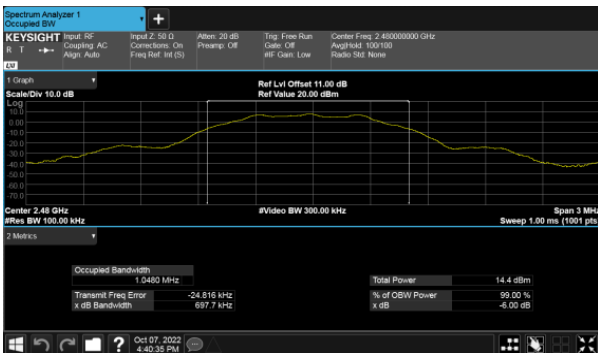 Spectrum Analyzer 1
Occupied BW
+
KEYSIGHT
R T
LXI
Input: RF
Coupling: AC
Align: Auto
Input Z: 50 Ω
Corrections: On
Freq Ref: Int (S)
Atten: 20 dB
Preamp: Off
Trig: Free Run
Gate: Off
#IF Gain: Low
Center Freq: 2.480000000 GHz
Avg|Hold: 100/100
Radio Std: None
1 Graph
Scale/Div 10.0 dB
Ref Lvl Offset 11.00 dB
Ref Value 20.00 dBm
Log
10.0
0.00
-10.0
-20.0
-30.0
-40.0
-50.0
-60.0
-70.0
Center 2.48 GHz
#Res BW 100.00 kHz
#Video BW 300.00 kHz
Span 3 MHz
Sweep 1.00 ms (1001 pts
2 Metrics
Occupied Bandwidth
1.0480 MHz
Transmit Freq Error -24.816 kHz
x dB Bandwidth 697.7 kHz
Total Power 14.4 dBm
% of OBW Power 99.00 %
x dB -6.00 dB
?
Oct 07, 2022
4:40:35 PM